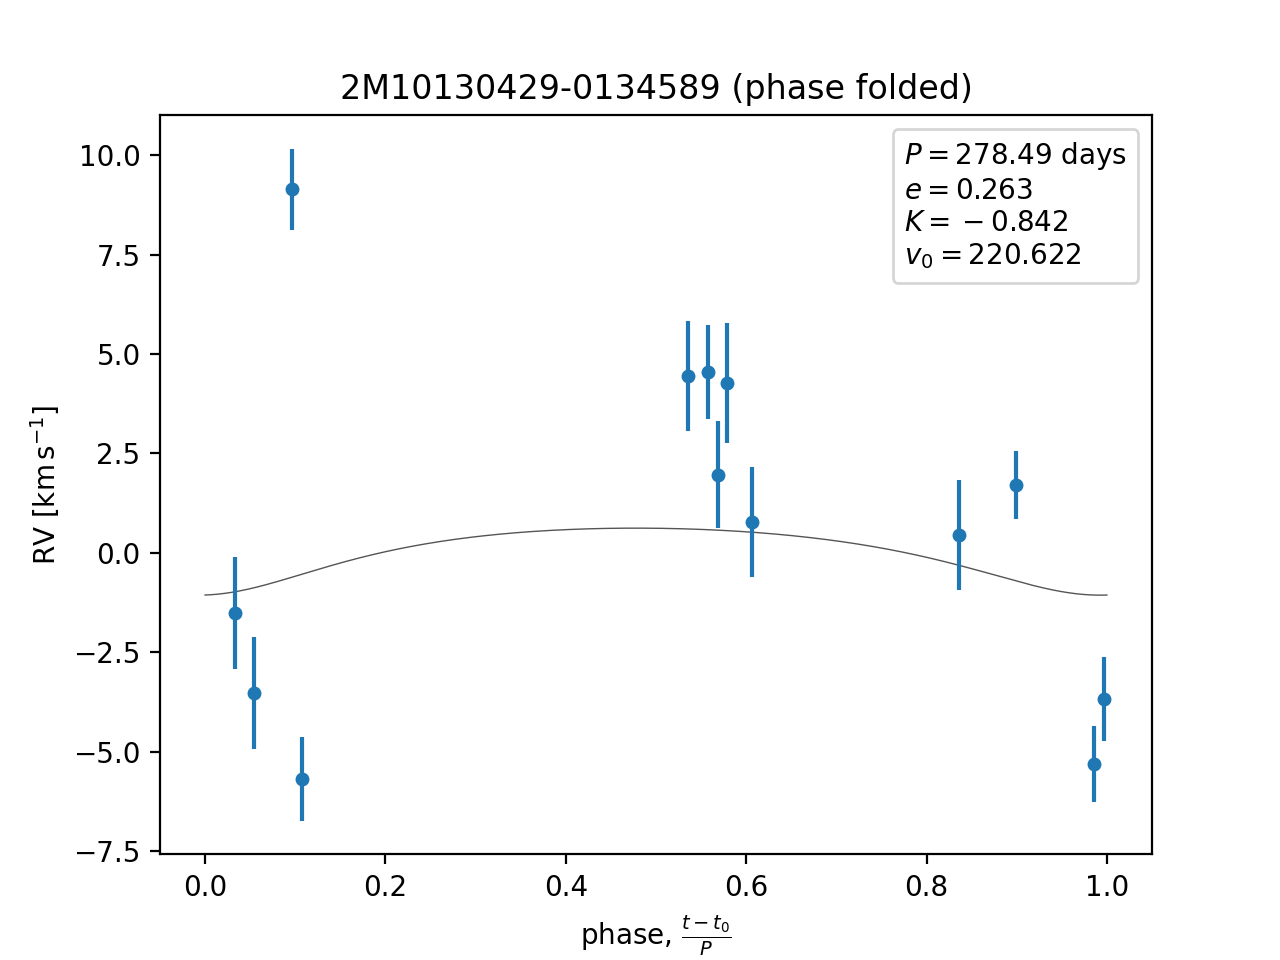 2M10130429-0134589 (phase folded)
P = 278.49 days
e = 0.263
K = −0.842
v₀ = 220.622
10.0
7.5
5.0
2.5
0.0
−2.5
−5.0
−7.5
RV [km s⁻¹]
0.0 0.2 0.4 0.6 0.8 1.0
phase, (t − t₀)/P